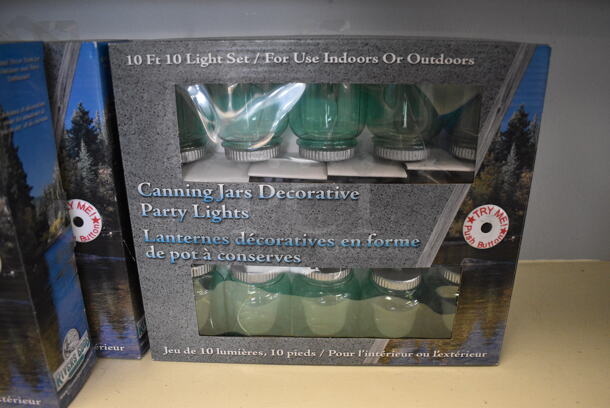 10 Ft 10 Light Set / For Use Indoors Or Outdoors
Canning Jars Decorative
Party Lights
Lanternes décoratives en forme
de pot à conserves
TRY ME!
Push Button
Jeu de 10 lumières, 10 pieds / Pour l'intérieur ou l'extérieur
Y ME!
Button
érieur
térieur